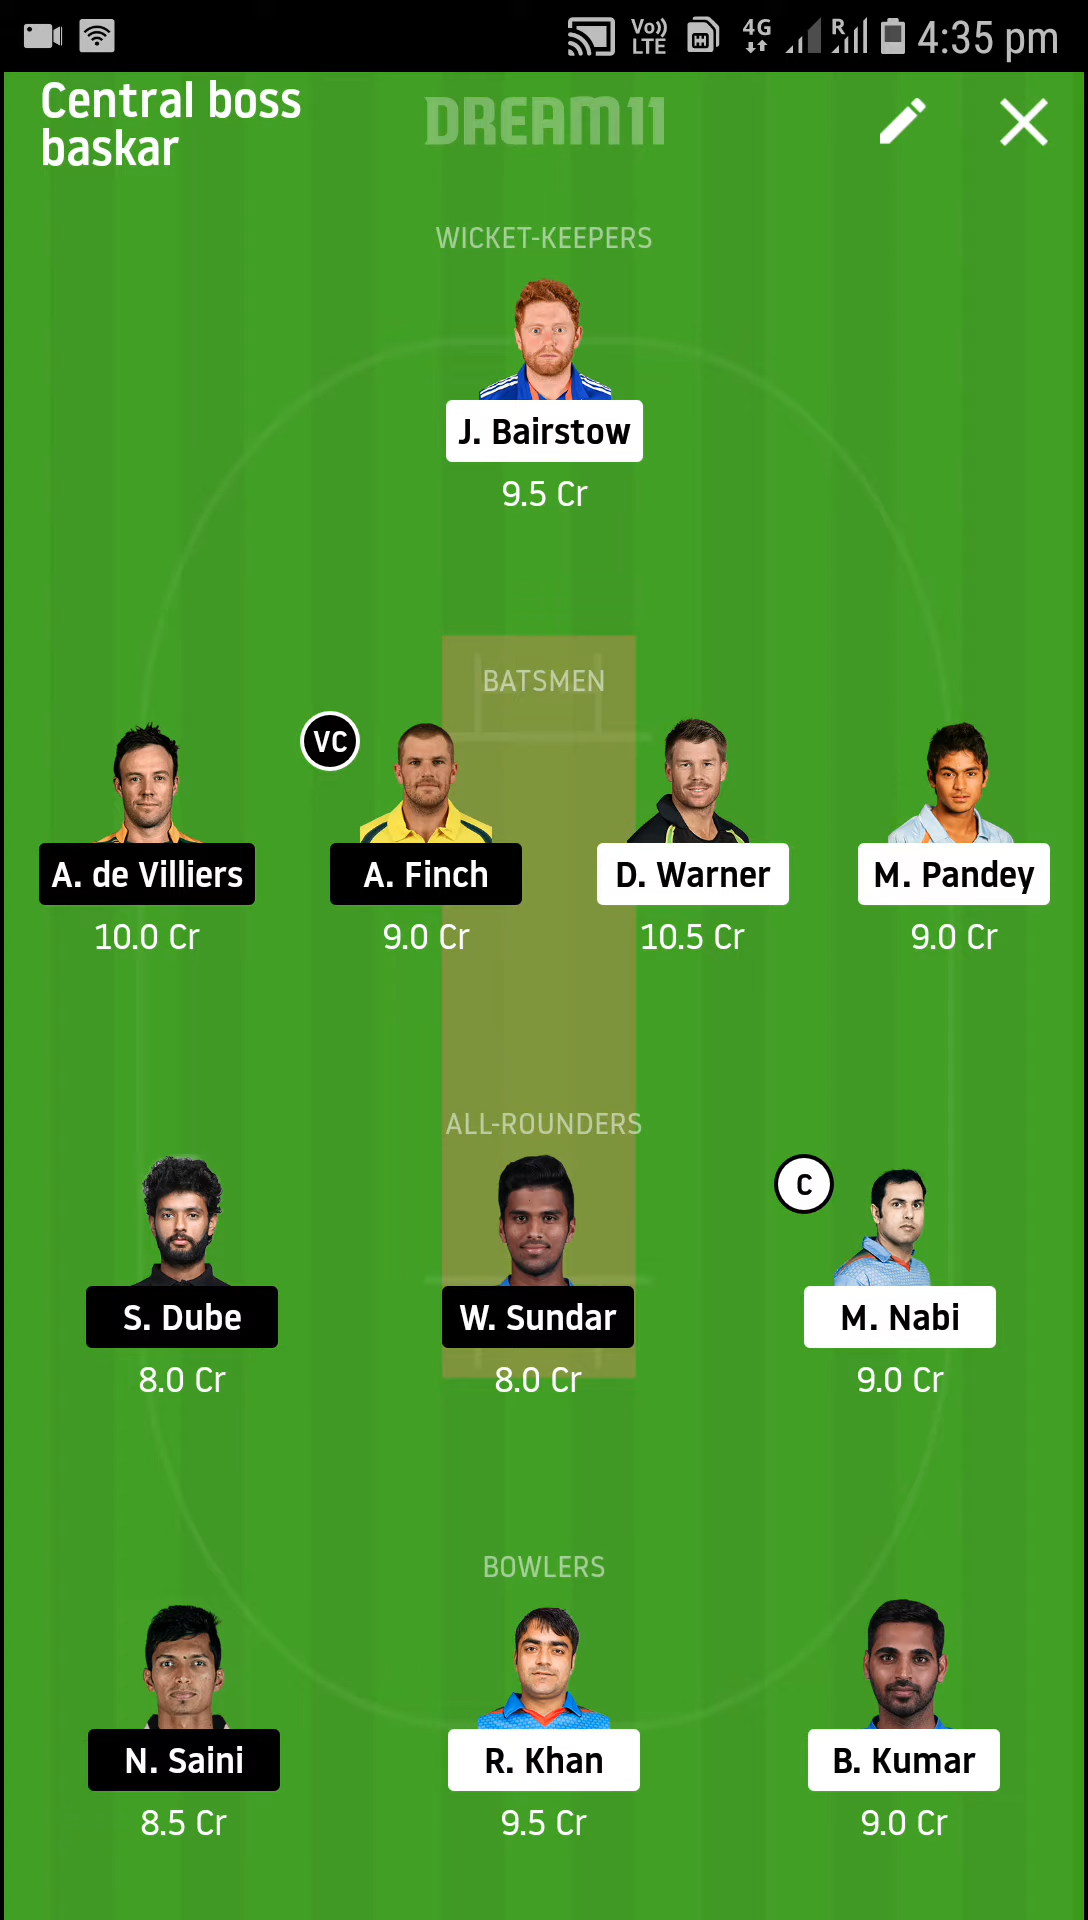 Vo))
LTE
4G
R
4:35 pm
Central boss
baskar
DREAM11
WICKET-KEEPERS
J. Bairstow
9.5 Cr
BATSMEN
VC
A. de Villiers
A. Finch
D. Warner
M. Pandey
10.0 Cr
9.0 Cr
10.5 Cr
9.0 Cr
ALL-ROUNDERS
C
S. Dube
W. Sundar
M. Nabi
8.0 Cr
8.0 Cr
9.0 Cr
BOWLERS
N. Saini
R. Khan
B. Kumar
8.5 Cr
9.5 Cr
9.0 Cr